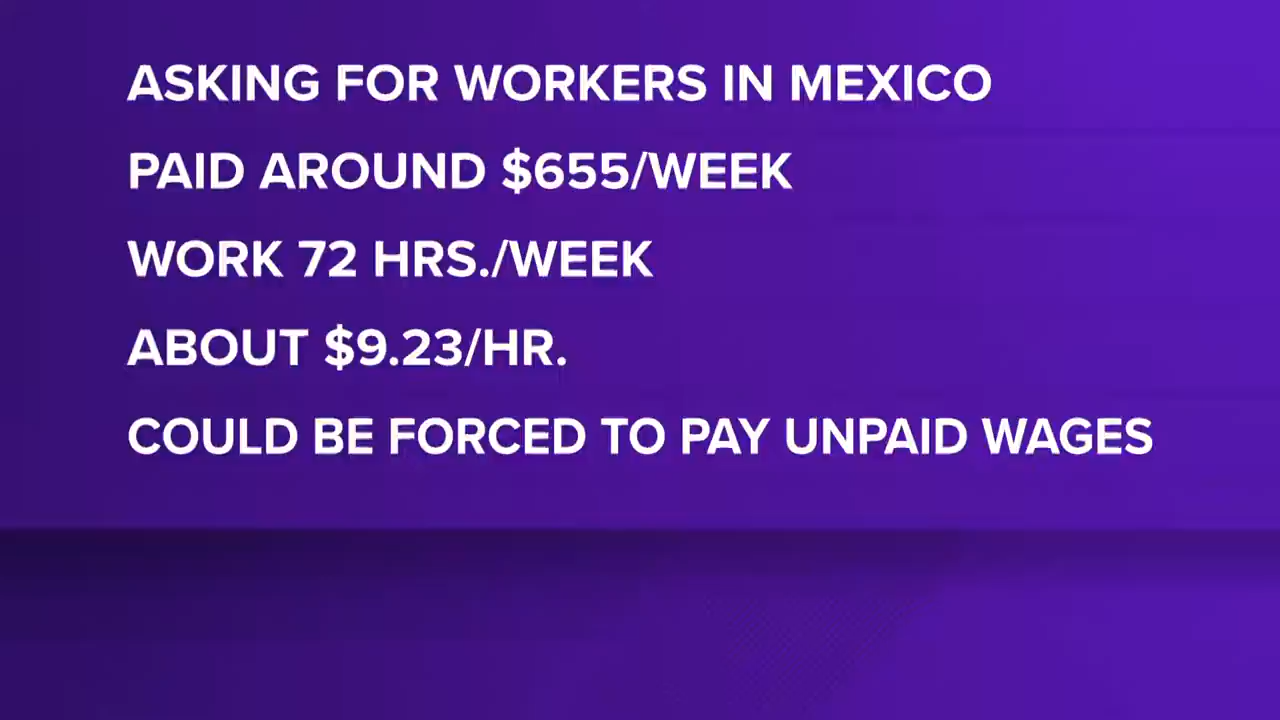 ASKING FOR WORKERS IN MEXICO
PAID AROUND $655/WEEK
WORK 72 HRS./WEEK
ABOUT $9.23/HR.
COULD BE FORCED TO PAY UNPAID WAGES